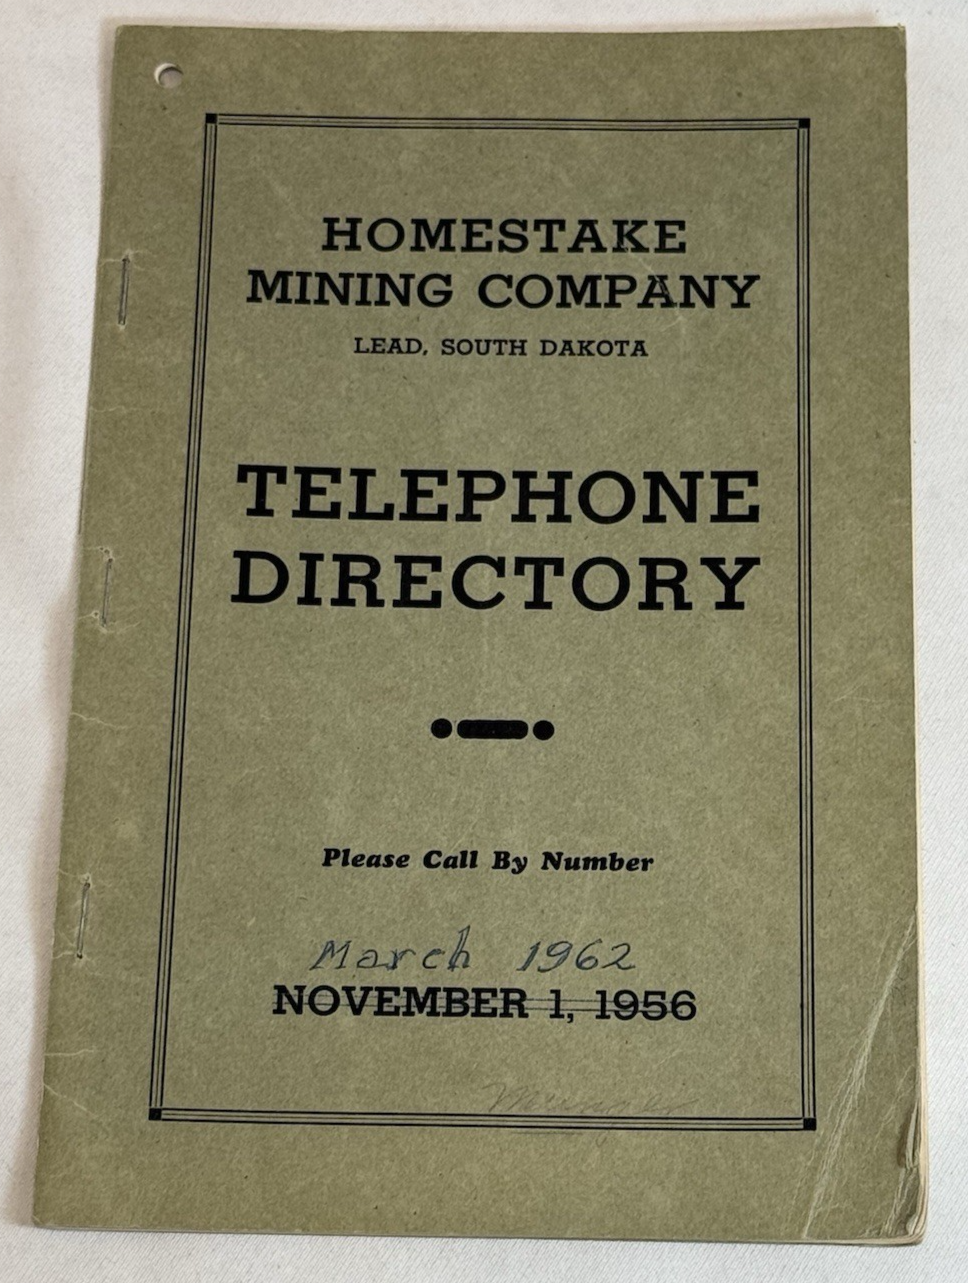 HOMESTAKE
MINING COMPANY
LEAD, SOUTH DAKOTA
TELEPHONE
DIRECTORY
Please Call By Number
March 1962
NOVEMBER 1, 1956